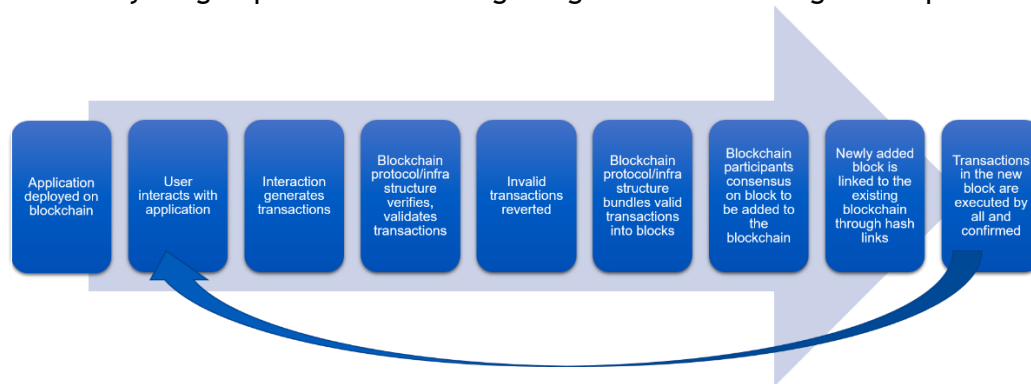 Application
deployed on
blockchain
User
interacts with
application
Interaction
generates
transactions
Blockchain
protocol/infra
structure
verifies,
validates
transactions
Invalid
transactions
reverted
Blockchain
protocol/infra
structure
bundles valid
transactions
into blocks
Blockchain
participants
consensus
on block to
be added to
the
blockchain
Newly added
block is
linked to the
existing
blockchain
through hash
links
Transactions
in the new
block are
executed by
all and
confirmed